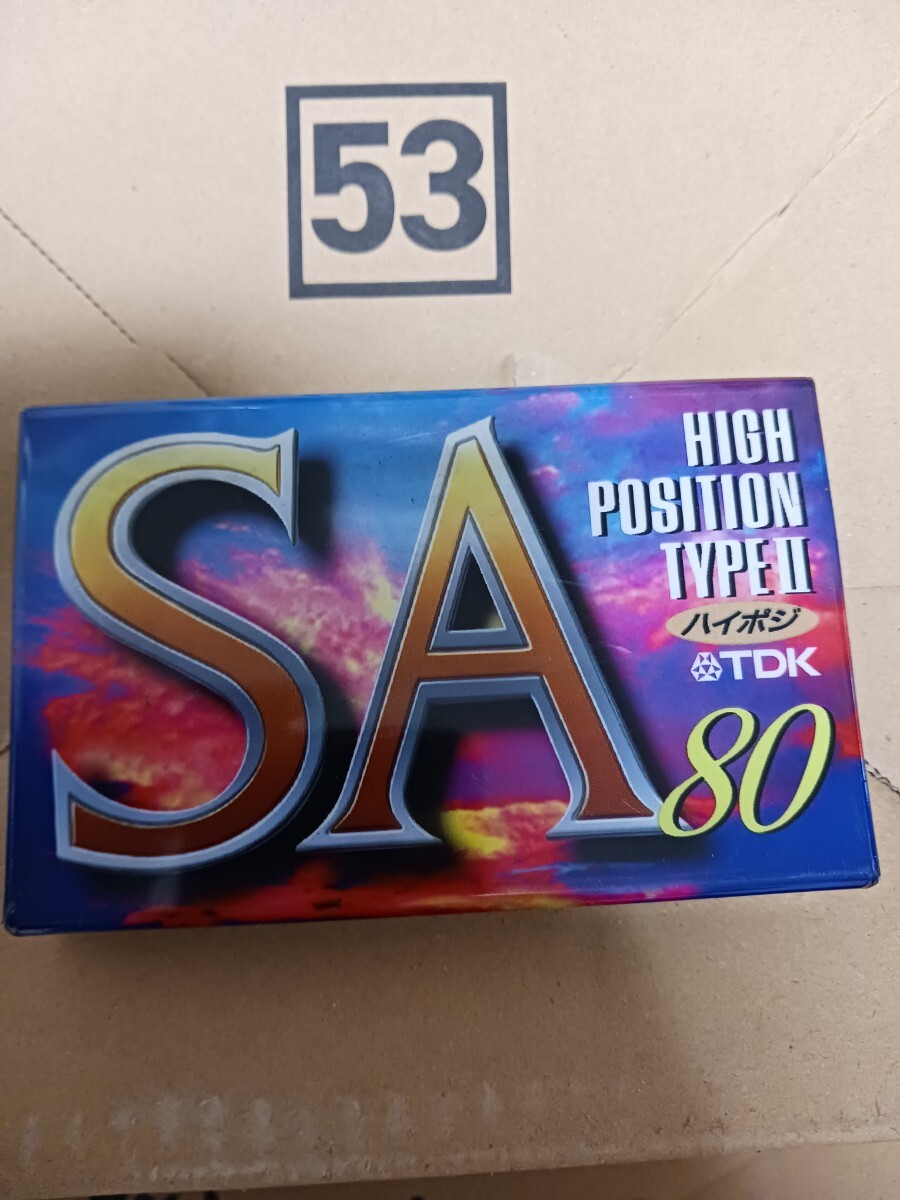 53
SA
HIGH
POSITION
TYPE II
ハイポジ
TDK
80